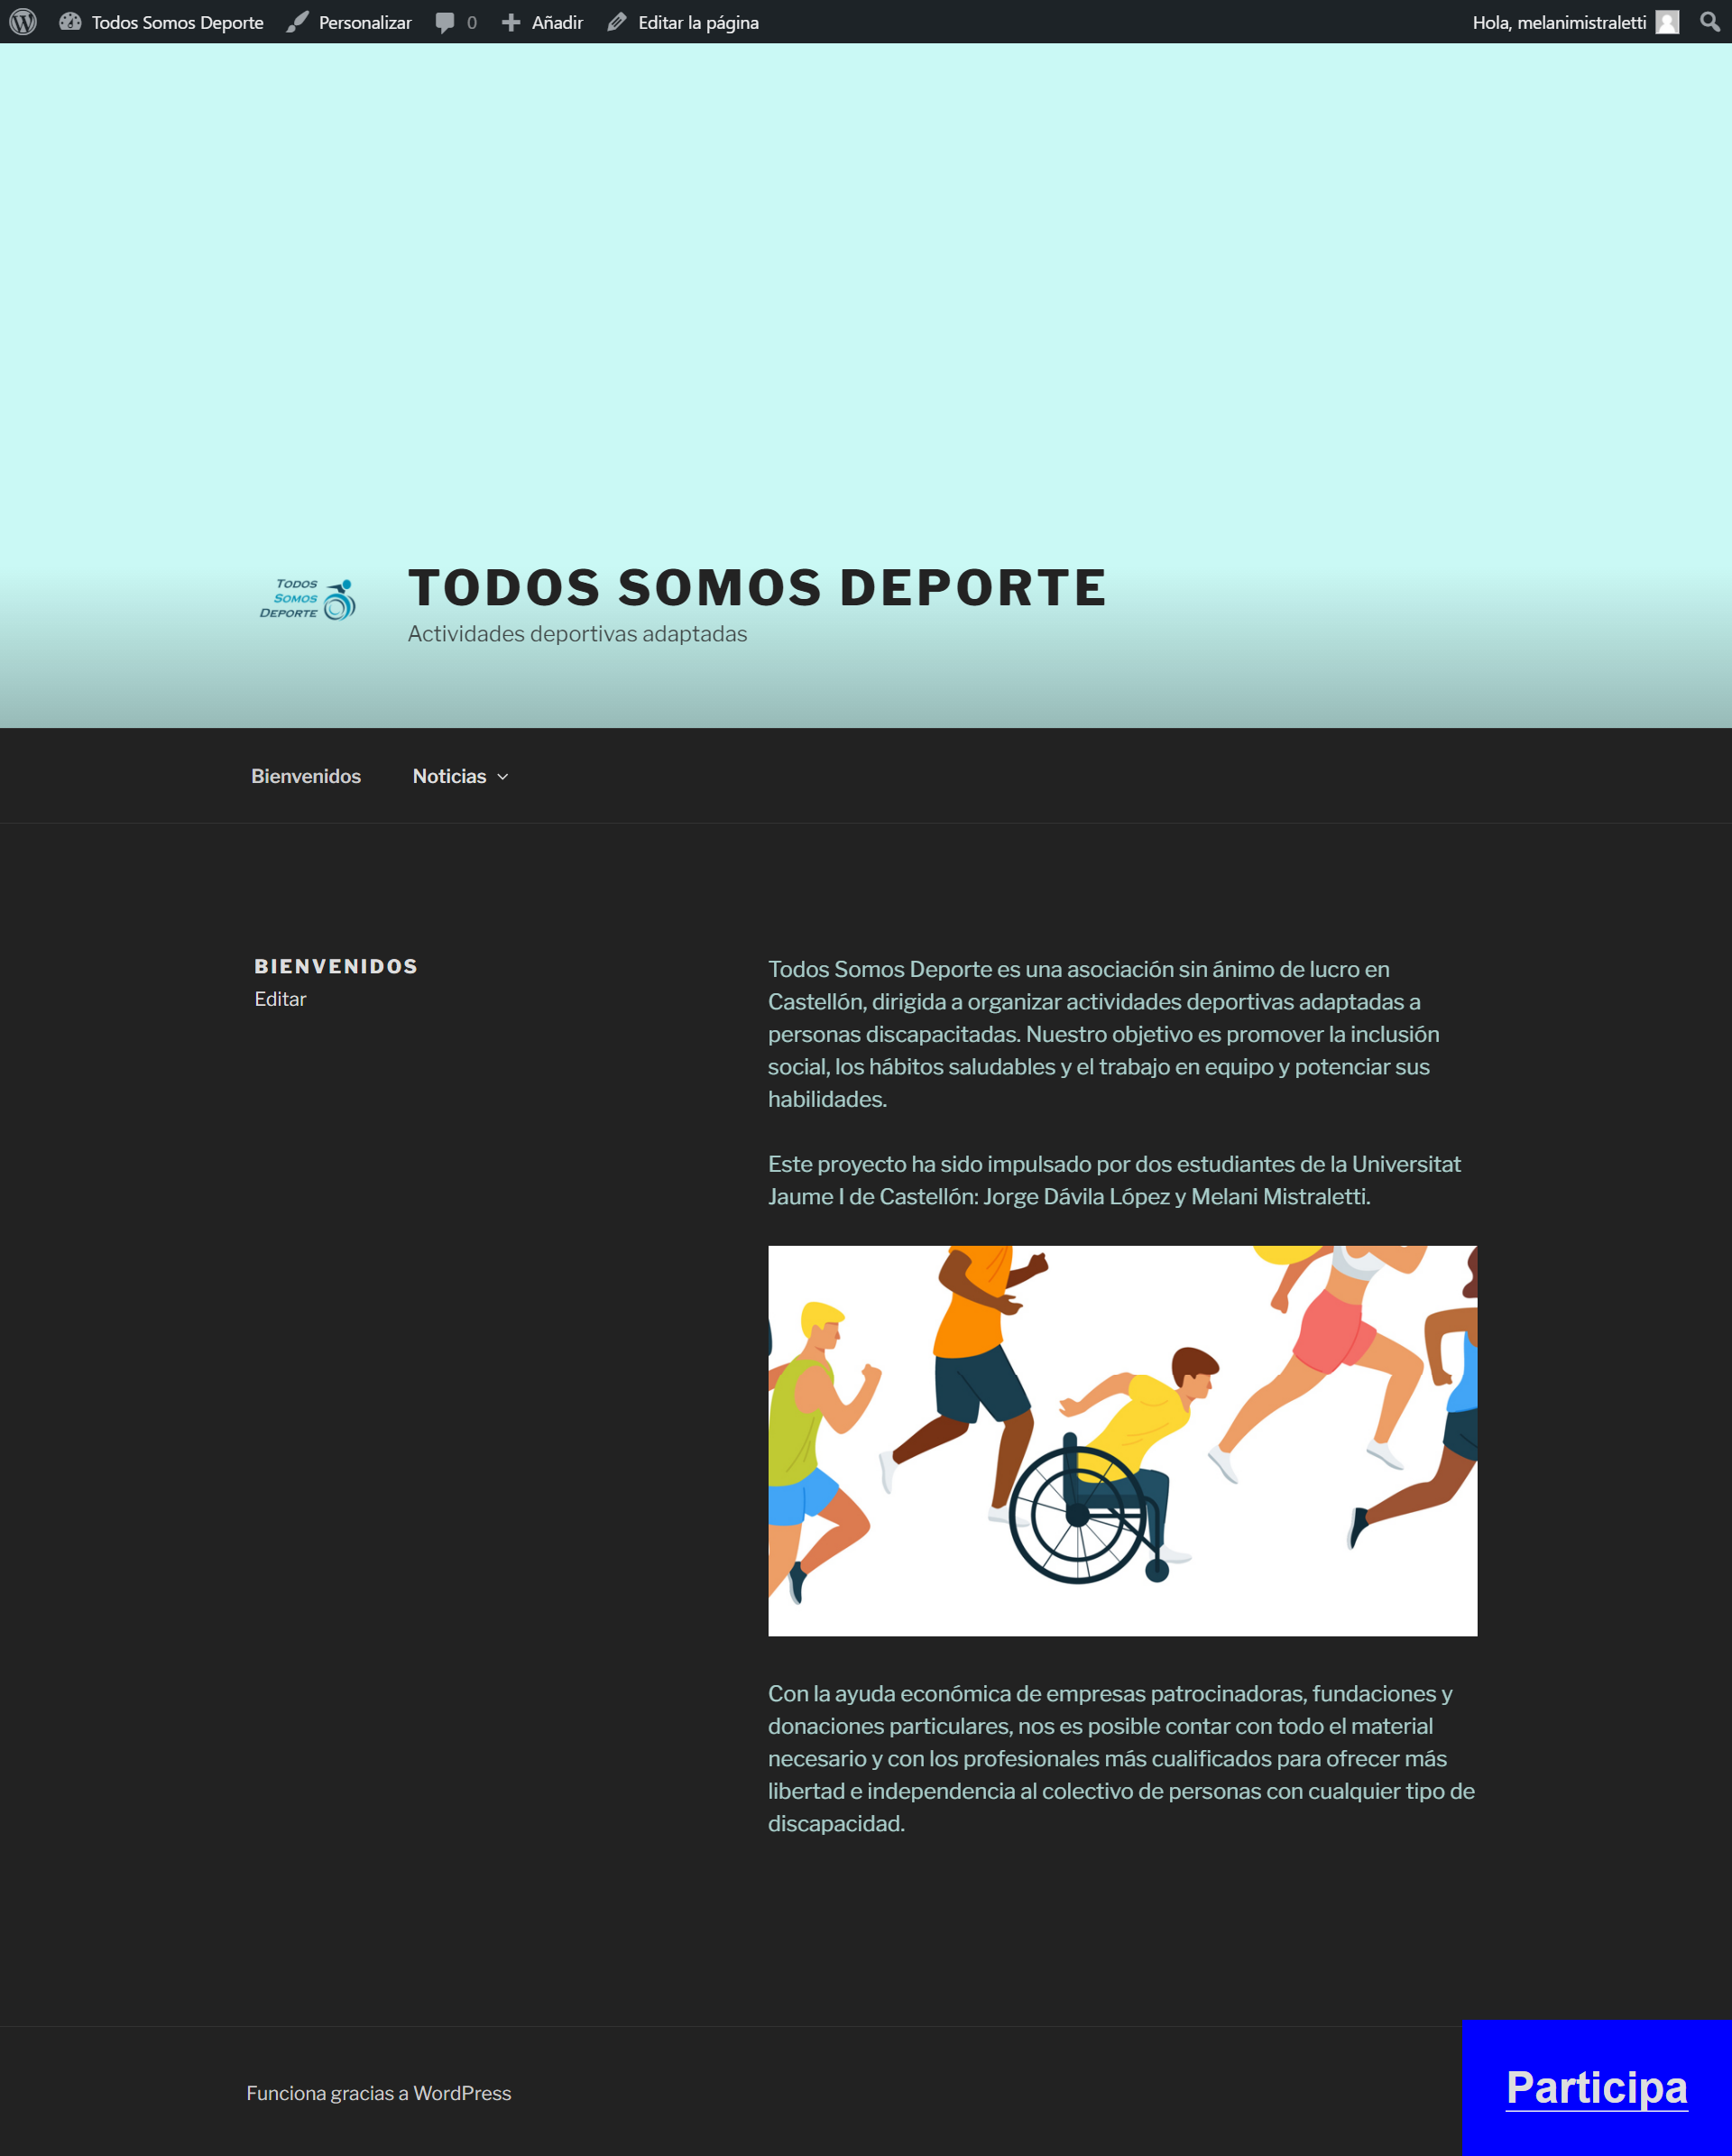 Todos Somos Deporte Personalizar 0 Añadir Editar la página Hola, melanimistraletti
TODOS
SOMOS
DEPORTE
TODOS SOMOS DEPORTE
Actividades deportivas adaptadas
Bienvenidos Noticias
BIENVENIDOS
Editar
Todos Somos Deporte es una asociación sin ánimo de lucro en
Castellón, dirigida a organizar actividades deportivas adaptadas a
personas discapacitadas. Nuestro objetivo es promover la inclusión
social, los hábitos saludables y el trabajo en equipo y potenciar sus
habilidades.
Este proyecto ha sido impulsado por dos estudiantes de la Universitat
Jaume I de Castellón: Jorge Dávila López y Melani Mistraletti.
Con la ayuda económica de empresas patrocinadoras, fundaciones y
donaciones particulares, nos es posible contar con todo el material
necesario y con los profesionales más cualificados para ofrecer más
libertad e independencia al colectivo de personas con cualquier tipo de
discapacidad.
Funciona gracias a WordPress
Participa